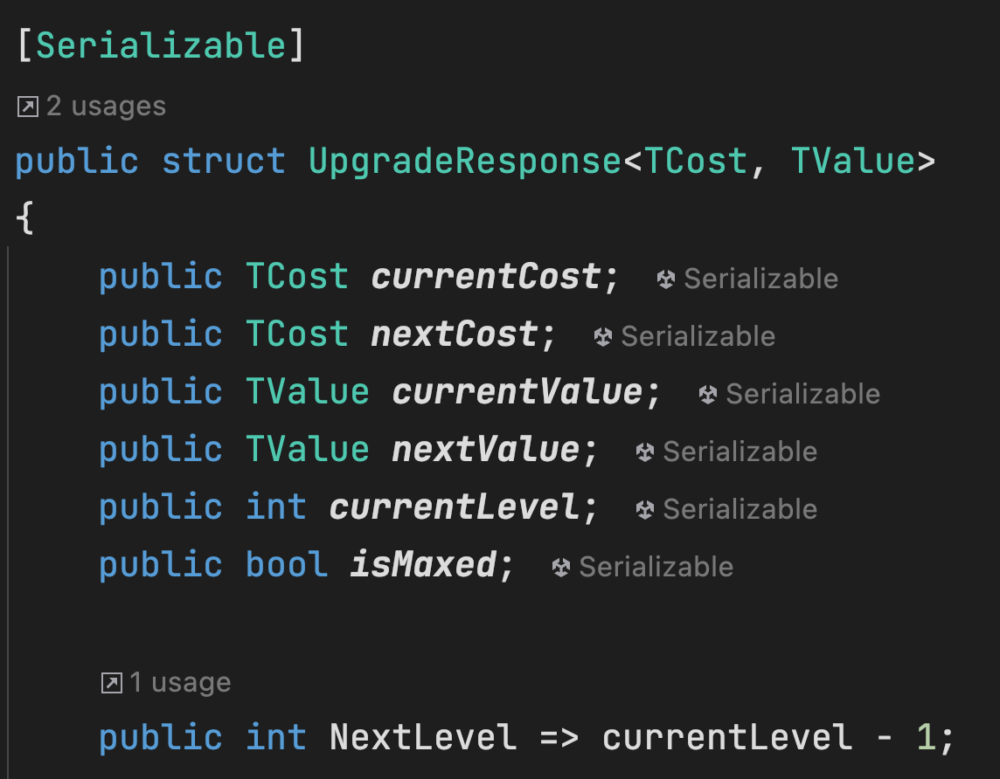 [Serializable]
2 usages
public struct UpgradeResponse<TCost, TValue>
{
public TCost currentCost; Serializable
public TCost nextCost; Serializable
public TValue currentValue; Serializable
public TValue nextValue; Serializable
public int currentLevel; Serializable
public bool isMaxed; Serializable
1 usage
public int NextLevel => currentLevel - 1;